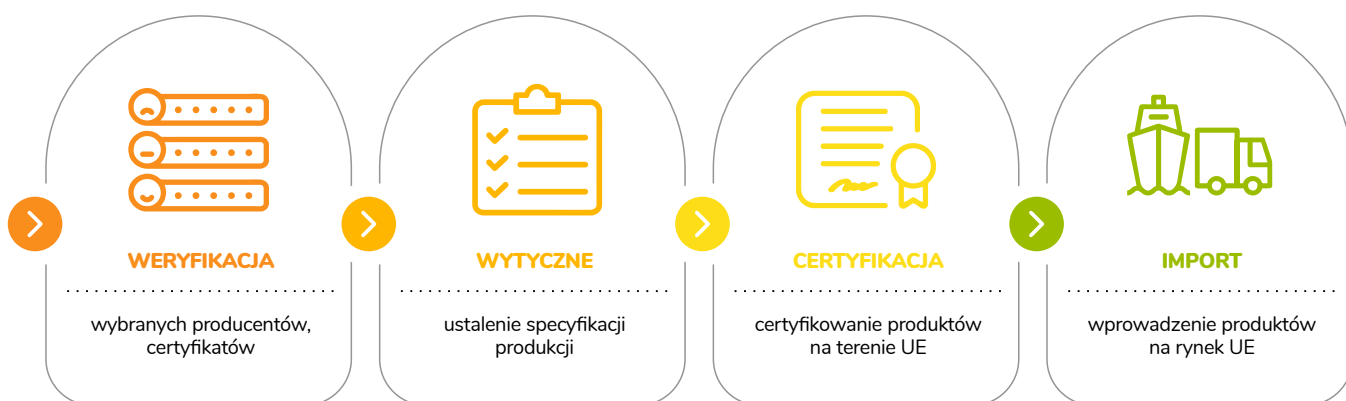 WERYFIKACJA
wybranych producentów,
certyfikatów
WYTYCZNE
ustalenie specyfikacji
produkcji
CERTYFIKACJA
certyfikowanie produktów
na terenie UE
IMPORT
wprowadzenie produktów
na rynek UE